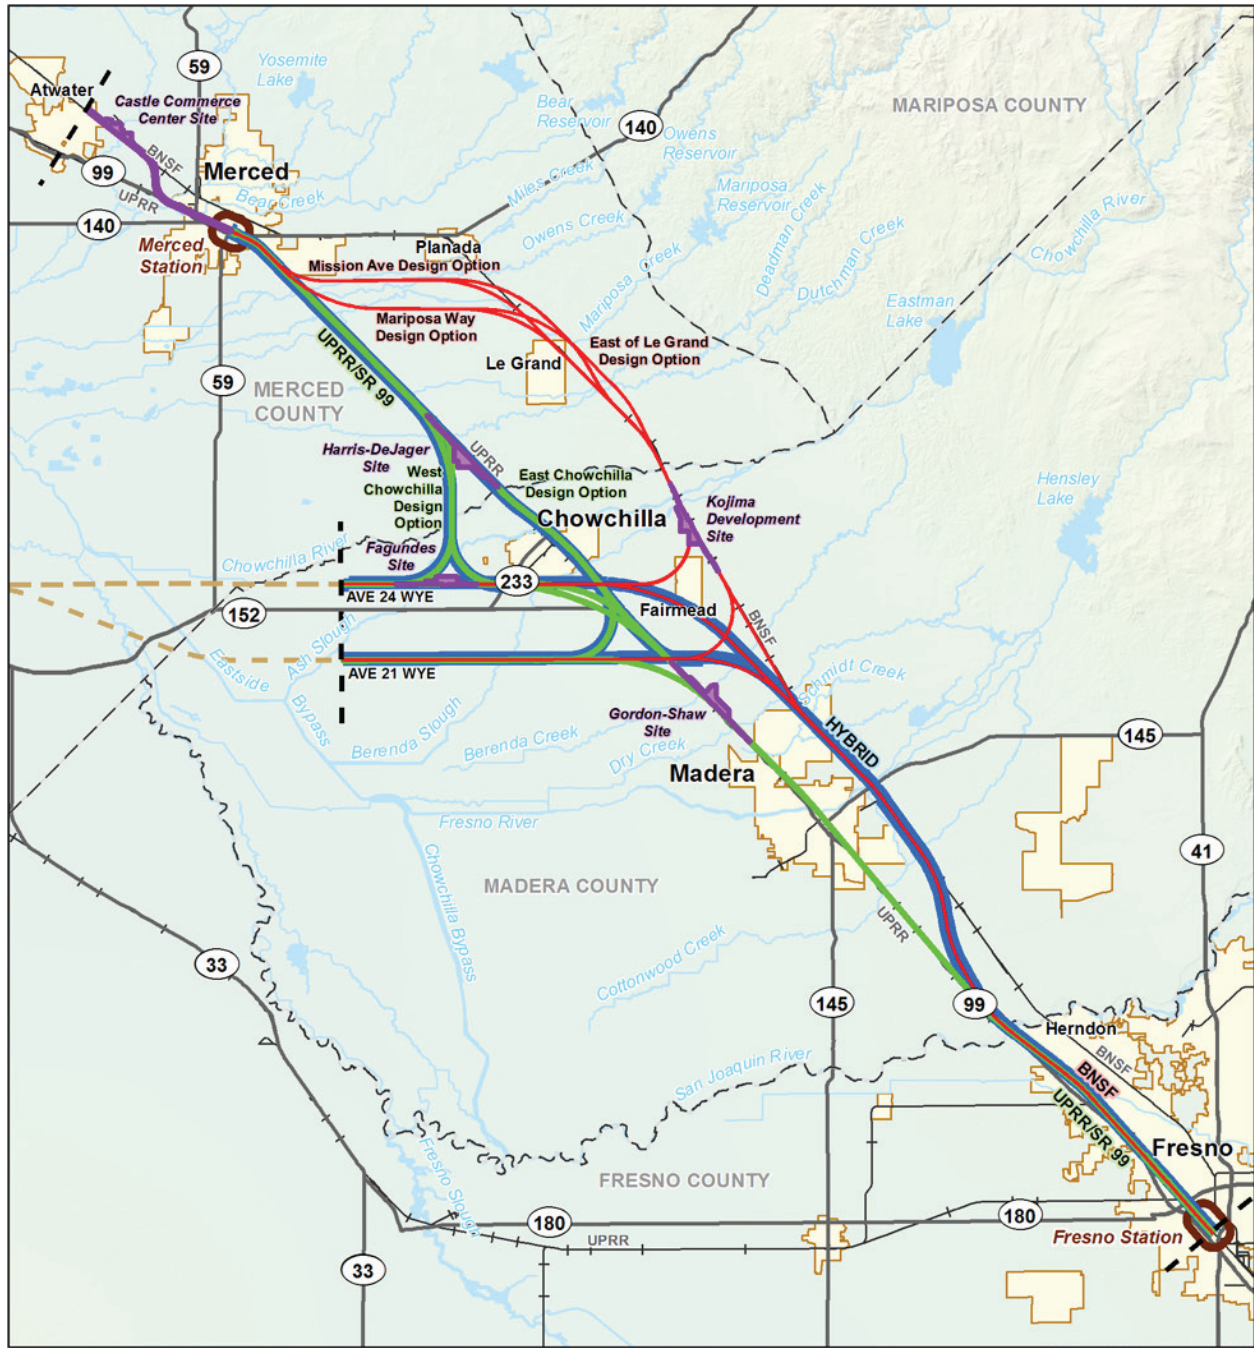 59
Yosemite
Lake
Atwater
Castle Commerce
Center Site
MARIPOSA COUNTY
Bear
Reservoir
140
Owens
Reservoir
BNSF
99
Merced
UPRR
Bear Creek
Miles Creek
Mariposa
Reservoir
Deadman Creek
Chowchilla River
140
Merced
Station
Owens Creek
Planada
Mission Ave Design Option
Mariposa Creek
Dutchman Creek
Mariposa Way
Design Option
Eastman
Lake
UPRR/SR 99
East of Le Grand
Design Option
Le Grand
59
MERCED
COUNTY
Harris-DeJager
Site
UPRR
West
Chowchilla
Design
Option
East Chowchilla
Design Option
Hensley
Lake
Chowchilla
Kojima
Development
Site
Chowchilla River
Fagundes
Site
233
AVE 24 WYE
152
Fairmead
BNSF
Ash Slough
Eastside
Bypass
AVE 21 WYE
Schmidt Creek
Berenda Slough
Gordon-Shaw
Site
Berenda Creek
Dry Creek
HYBRID
145
Madera
Fresno River
41
Chowchilla Bypass
MADERA COUNTY
UPRR
Cottonwood Creek
33
145
99
Herndon
BNSF
San Joaquin River
BNSF
UPRR/SR 99
Fresno
Fresno Slough
FRESNO COUNTY
180
180
UPRR
Fresno Station
33